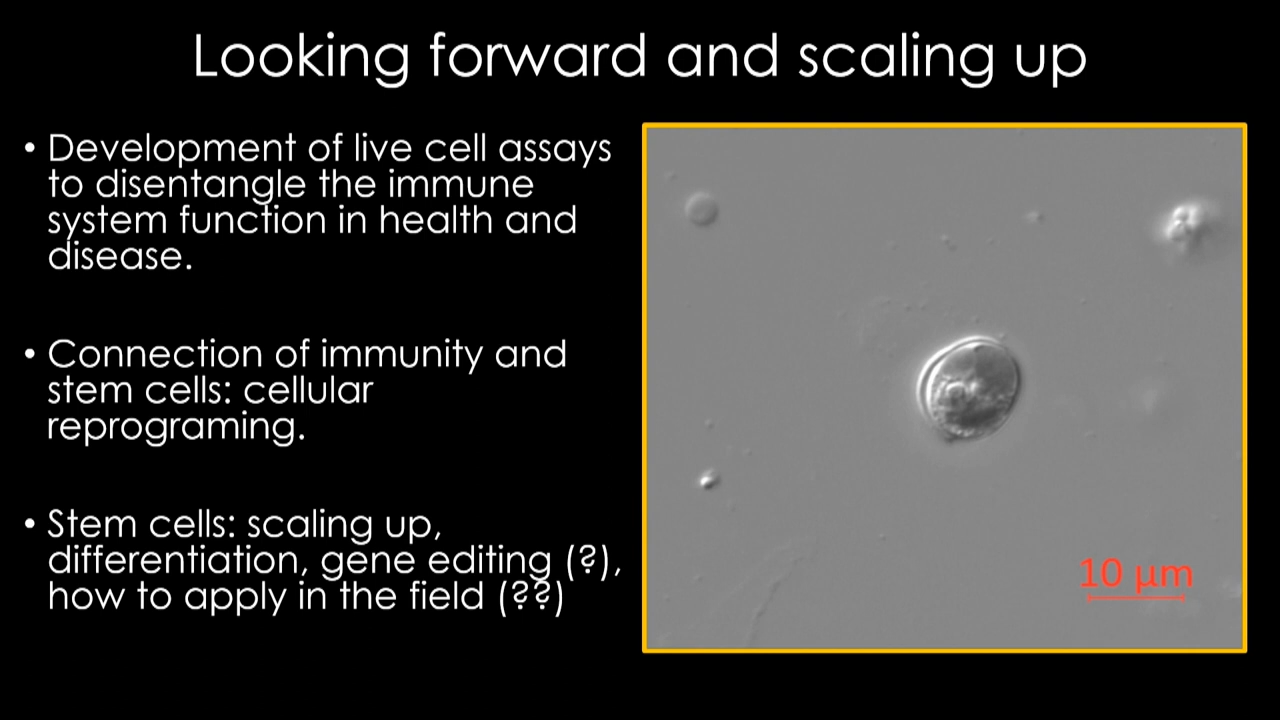 Looking forward and scaling up
• Development of live cell assays
to disentangle the immune
system function in health and
disease.
• Connection of immunity and
stem cells: cellular
reprograming.
• Stem cells: scaling up,
differentiation, gene editing (?),
how to apply in the field (??)
10 µm